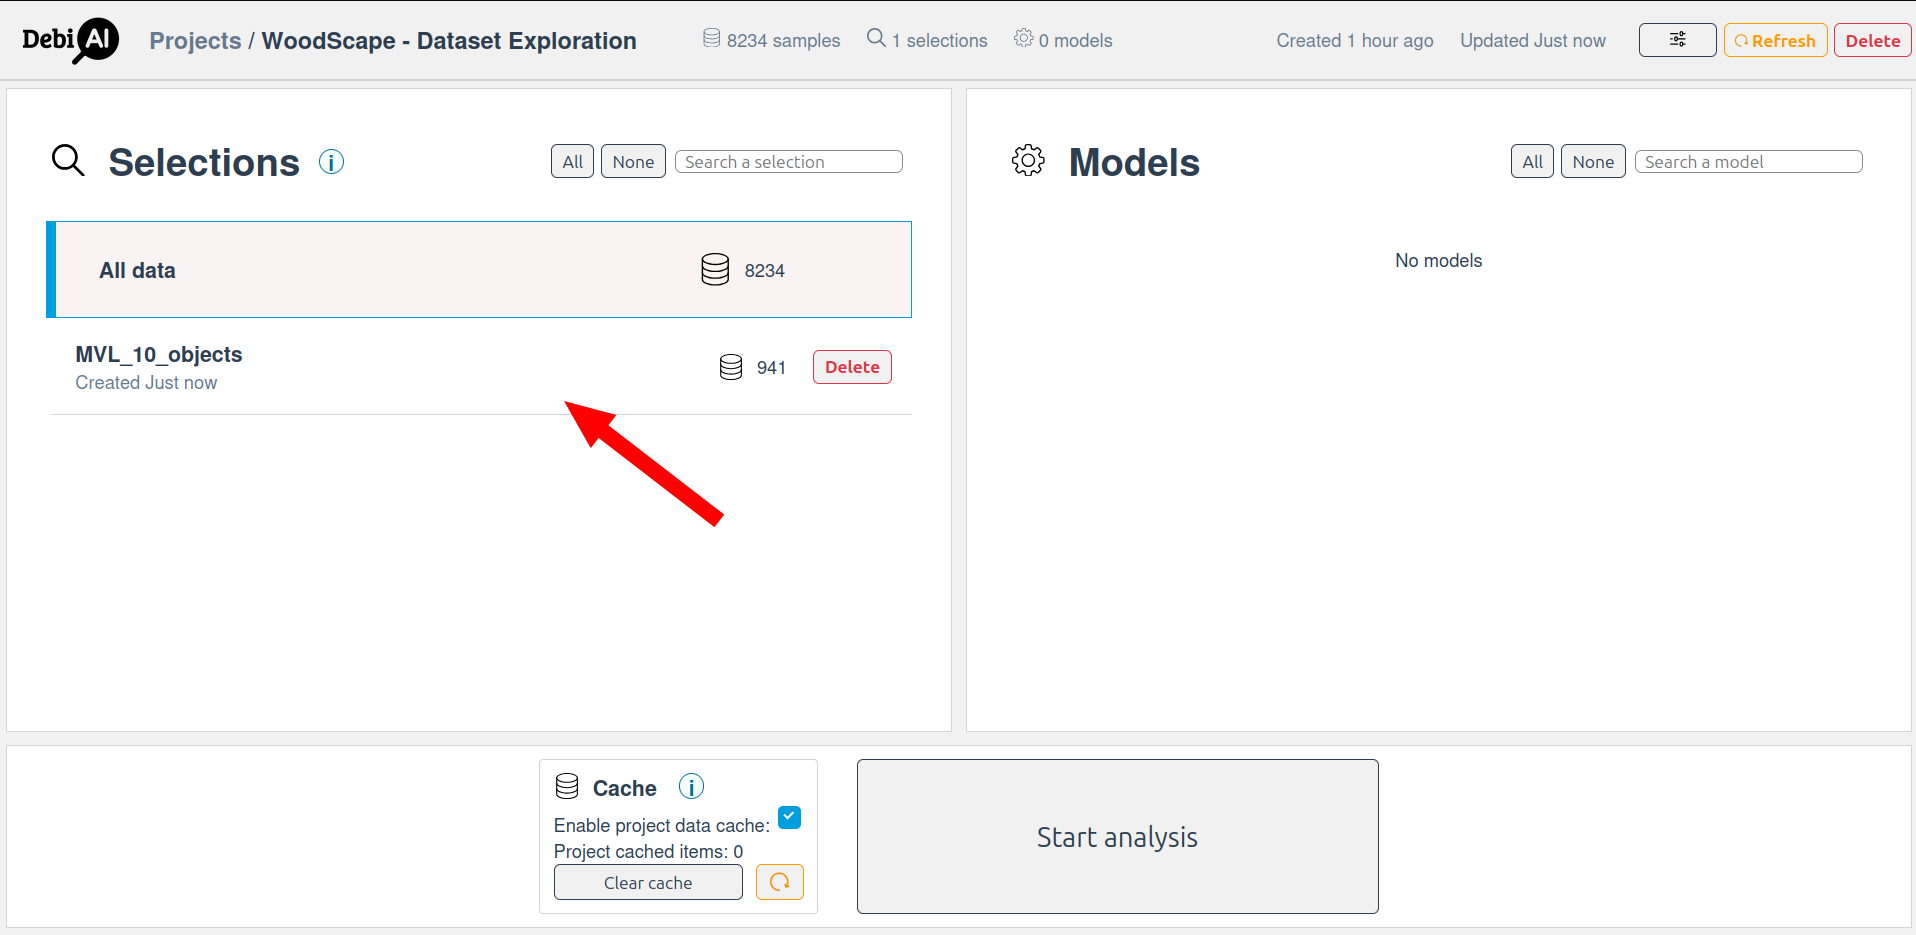 DebiAI
Projects / WoodScape - Dataset Exploration
8234 samples
1 selections
0 models
Created 1 hour ago
Updated Just now
Refresh
Delete
Selections
All
None
Search a selection
All data
8234
MVL_10_objects
Created Just now
941
Delete
Models
All
None
Search a model
No models
Cache
Enable project data cache:
Project cached items: 0
Clear cache
Start analysis